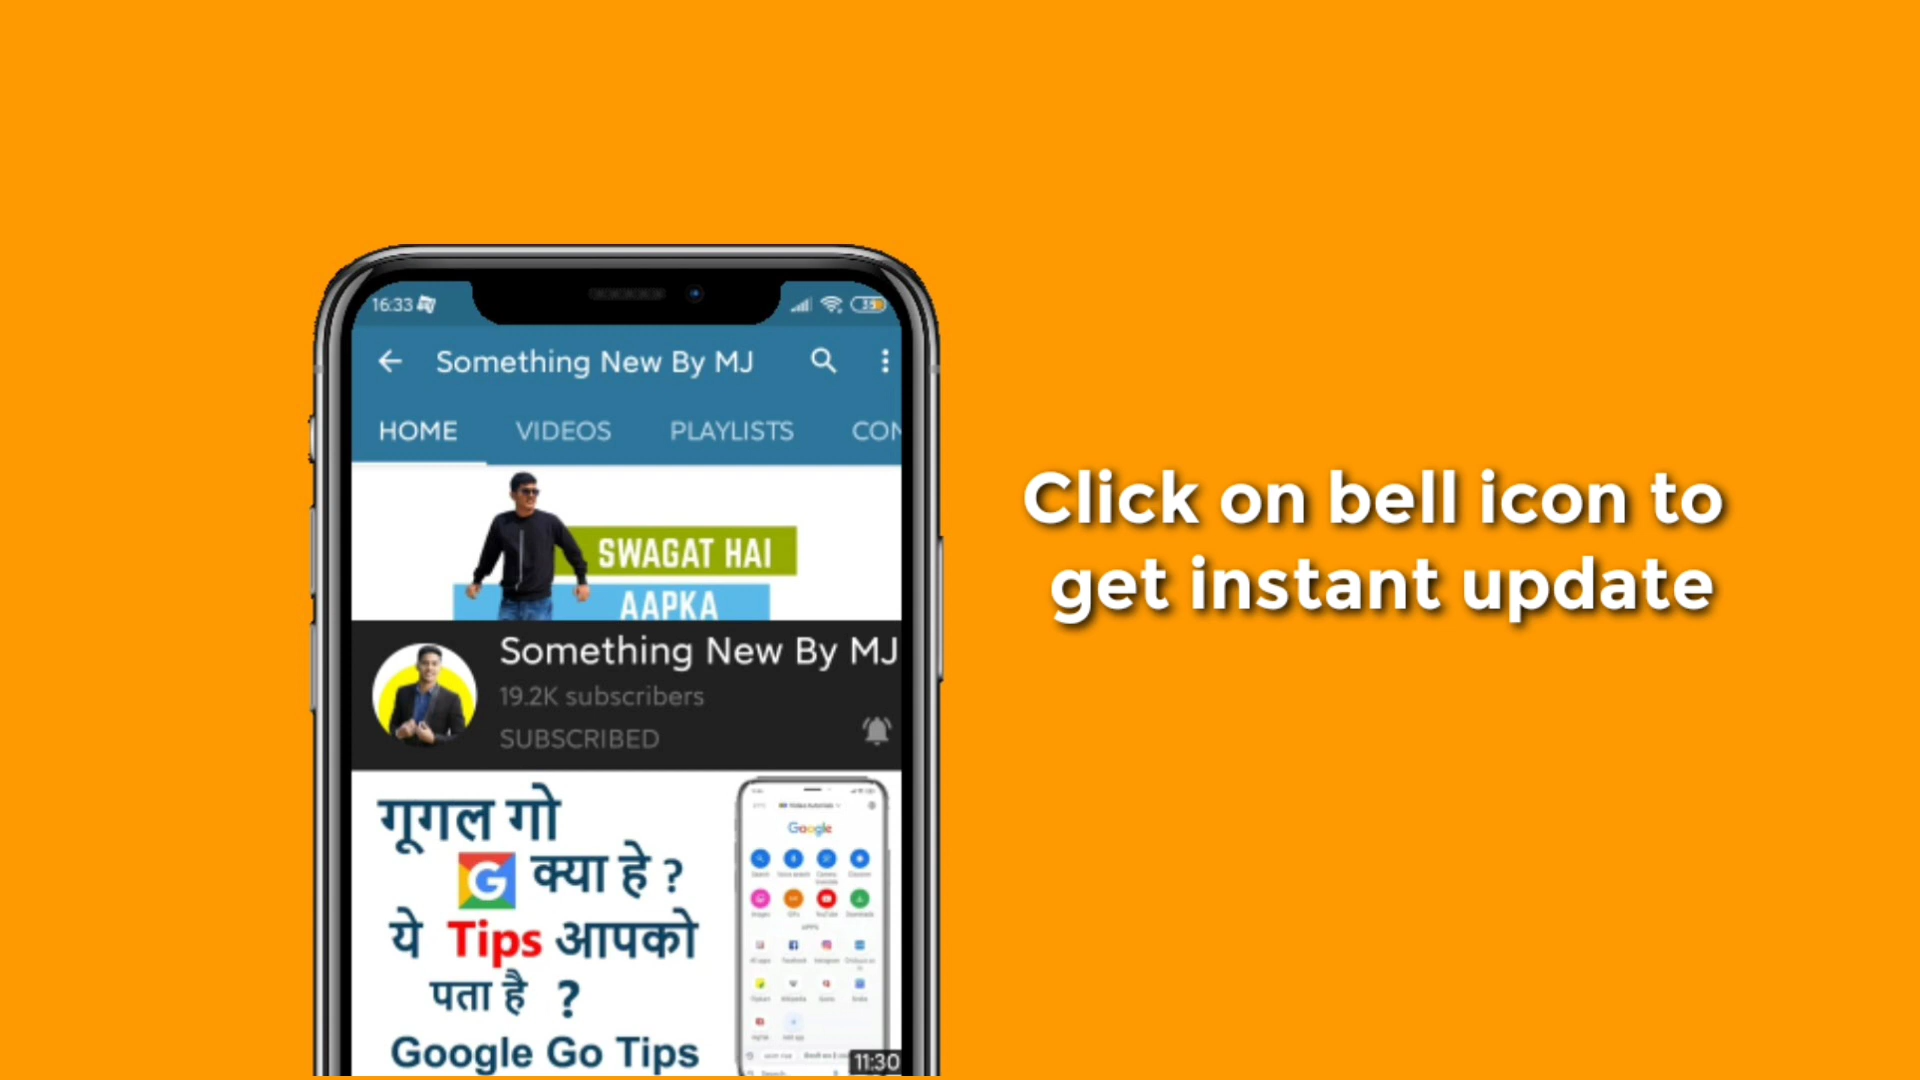 16:33
35
Something New By MJ
HOME VIDEOS PLAYLISTS CON
SWAGAT HAI
AAPKA
Something New By MJ
19.2K subscribers
SUBSCRIBED
Click on bell icon to
get instant update
गूगल गो
G क्या हे ?
ये Tips आपको
पता है ?
Google Go Tips
Google
11:30